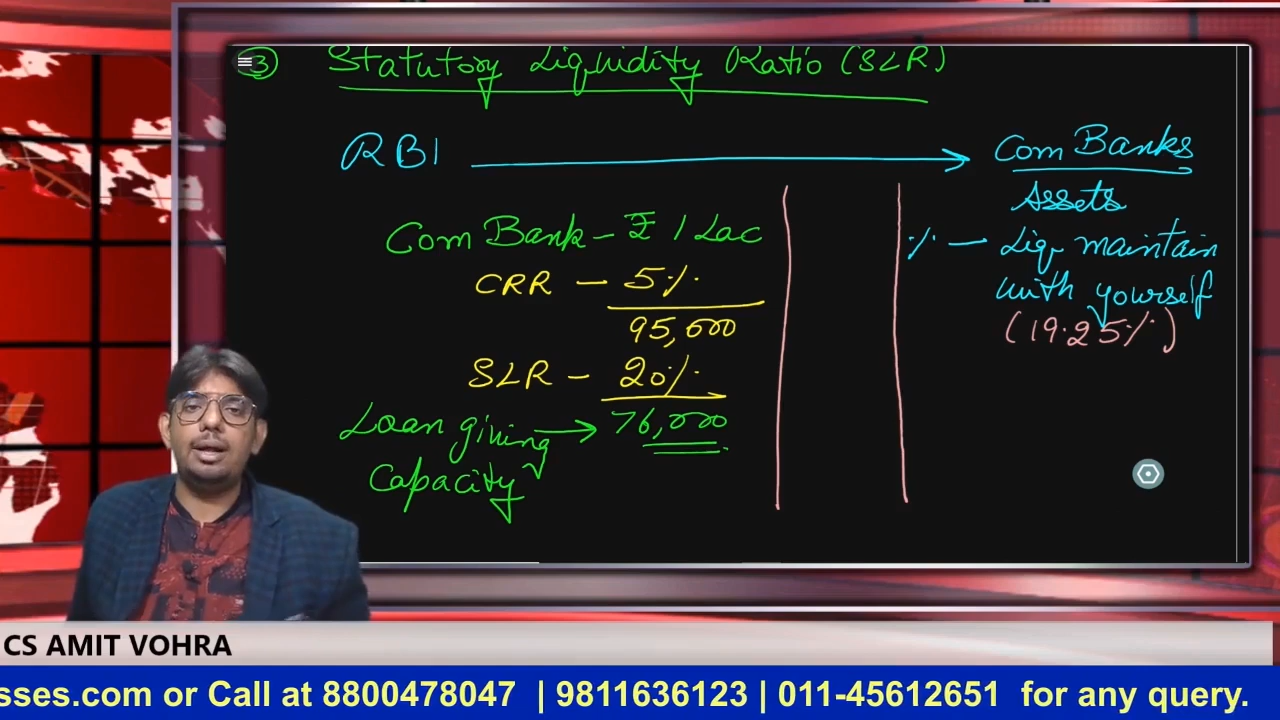 3 Statutory Liquidity Ratio (SLR)
RBI Com Banks
Assets
Com Bank - ₹ 1 Lac
% - Liq. maintain
with yourself
(19.25%)
CRR - 5%
95,000
SLR - 20%
Loan giving → 76,000
Capacity
CS AMIT VOHRA
sses.com or Call at 8800478047 | 9811636123 | 011-45612651 for any query.